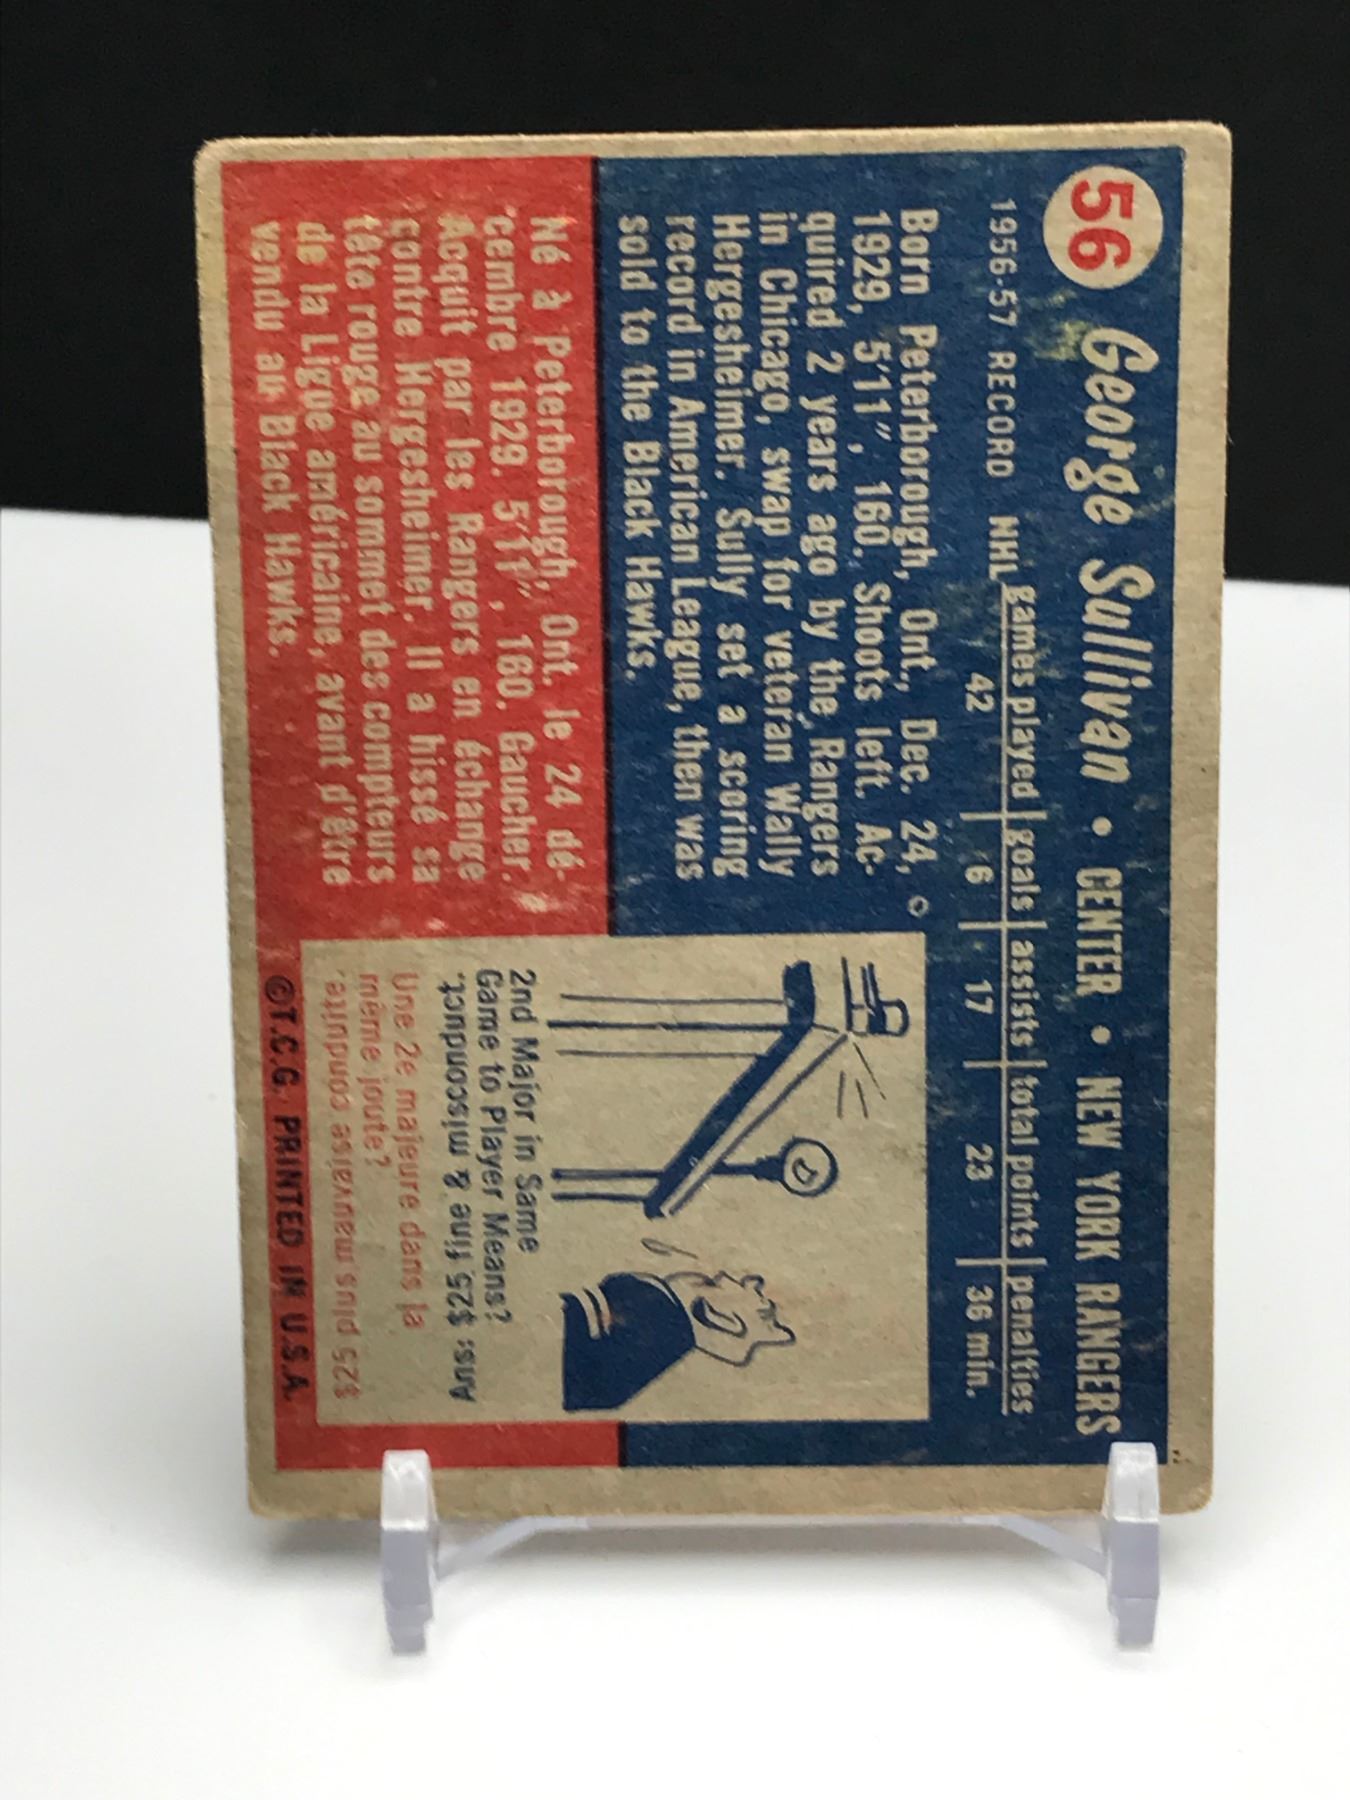 56 George Sullivan • CENTER • NEW YORK RANGERS
games played | goals | assists | total points | penalties
1956-57 RECORD NHL 42 6 17 23 36 min.
Born Peterborough, Ont., Dec. 24,
1929, 5'11", 160. Shoots left. Ac-
quired 2 years ago by the Rangers
in Chicago, swap for veteran Wally
Hergesheimer. Sully set a scoring
record in American League, then was
sold to the Black Hawks.
Né à Peterborough, Ont. le 24 dé-
cembre 1929. 5'11", 160. Gaucher.
Acquit par les Rangers en échange
contre Hergesheimer. Il a hissé sa
tête rouge au sommet des compteurs
de la Ligue américaine, avant d'être
vendu au Black Hawks.
2nd Major in Same
Game to Player Means?
Ans: $25 fine & misconduct.
Une 2e majeure dans la
même joute?
$25 plus mauvaise conduite.
©T.C.G. PRINTED IN U.S.A.